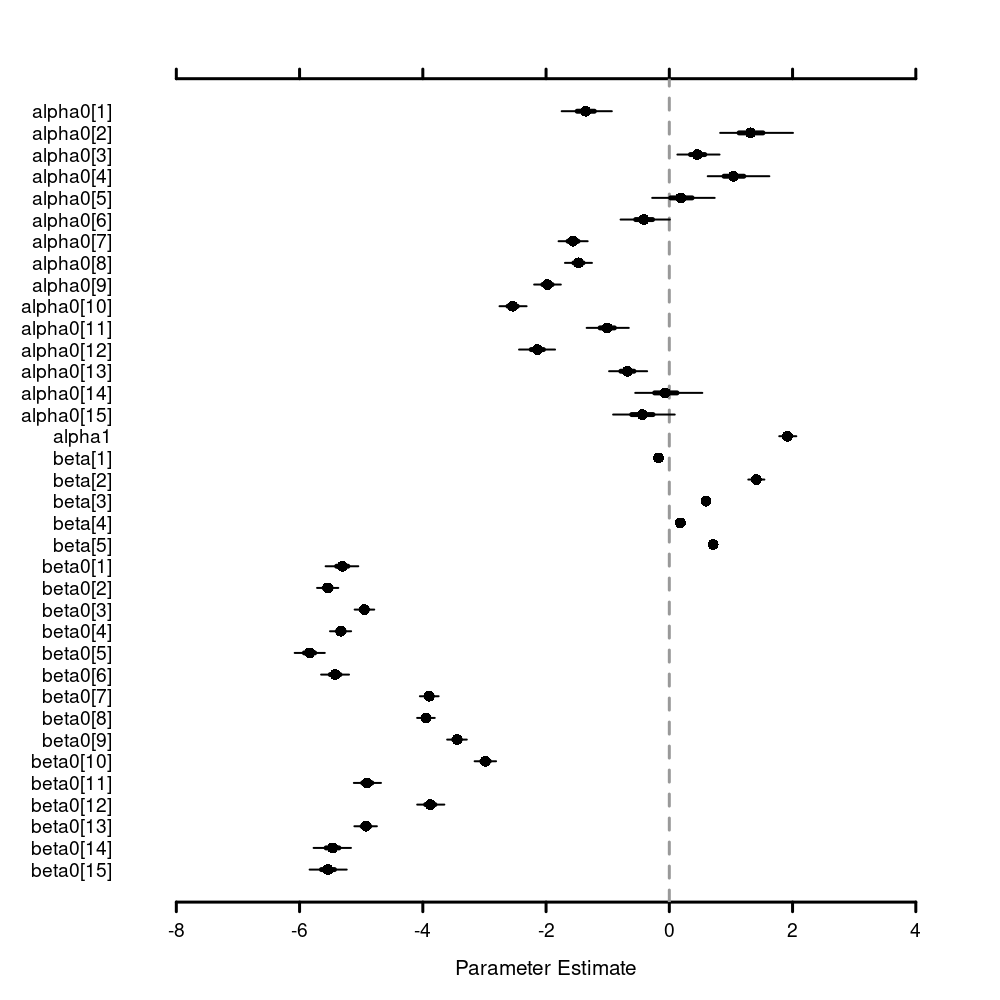 alpha0[1]
alpha0[2]
alpha0[3]
alpha0[4]
alpha0[5]
alpha0[6]
alpha0[7]
alpha0[8]
alpha0[9]
alpha0[10]
alpha0[11]
alpha0[12]
alpha0[13]
alpha0[14]
alpha0[15]
alpha1
beta[1]
beta[2]
beta[3]
beta[4]
beta[5]
beta0[1]
beta0[2]
beta0[3]
beta0[4]
beta0[5]
beta0[6]
beta0[7]
beta0[8]
beta0[9]
beta0[10]
beta0[11]
beta0[12]
beta0[13]
beta0[14]
beta0[15]
-8 -6 -4 -2 0 2 4
Parameter Estimate